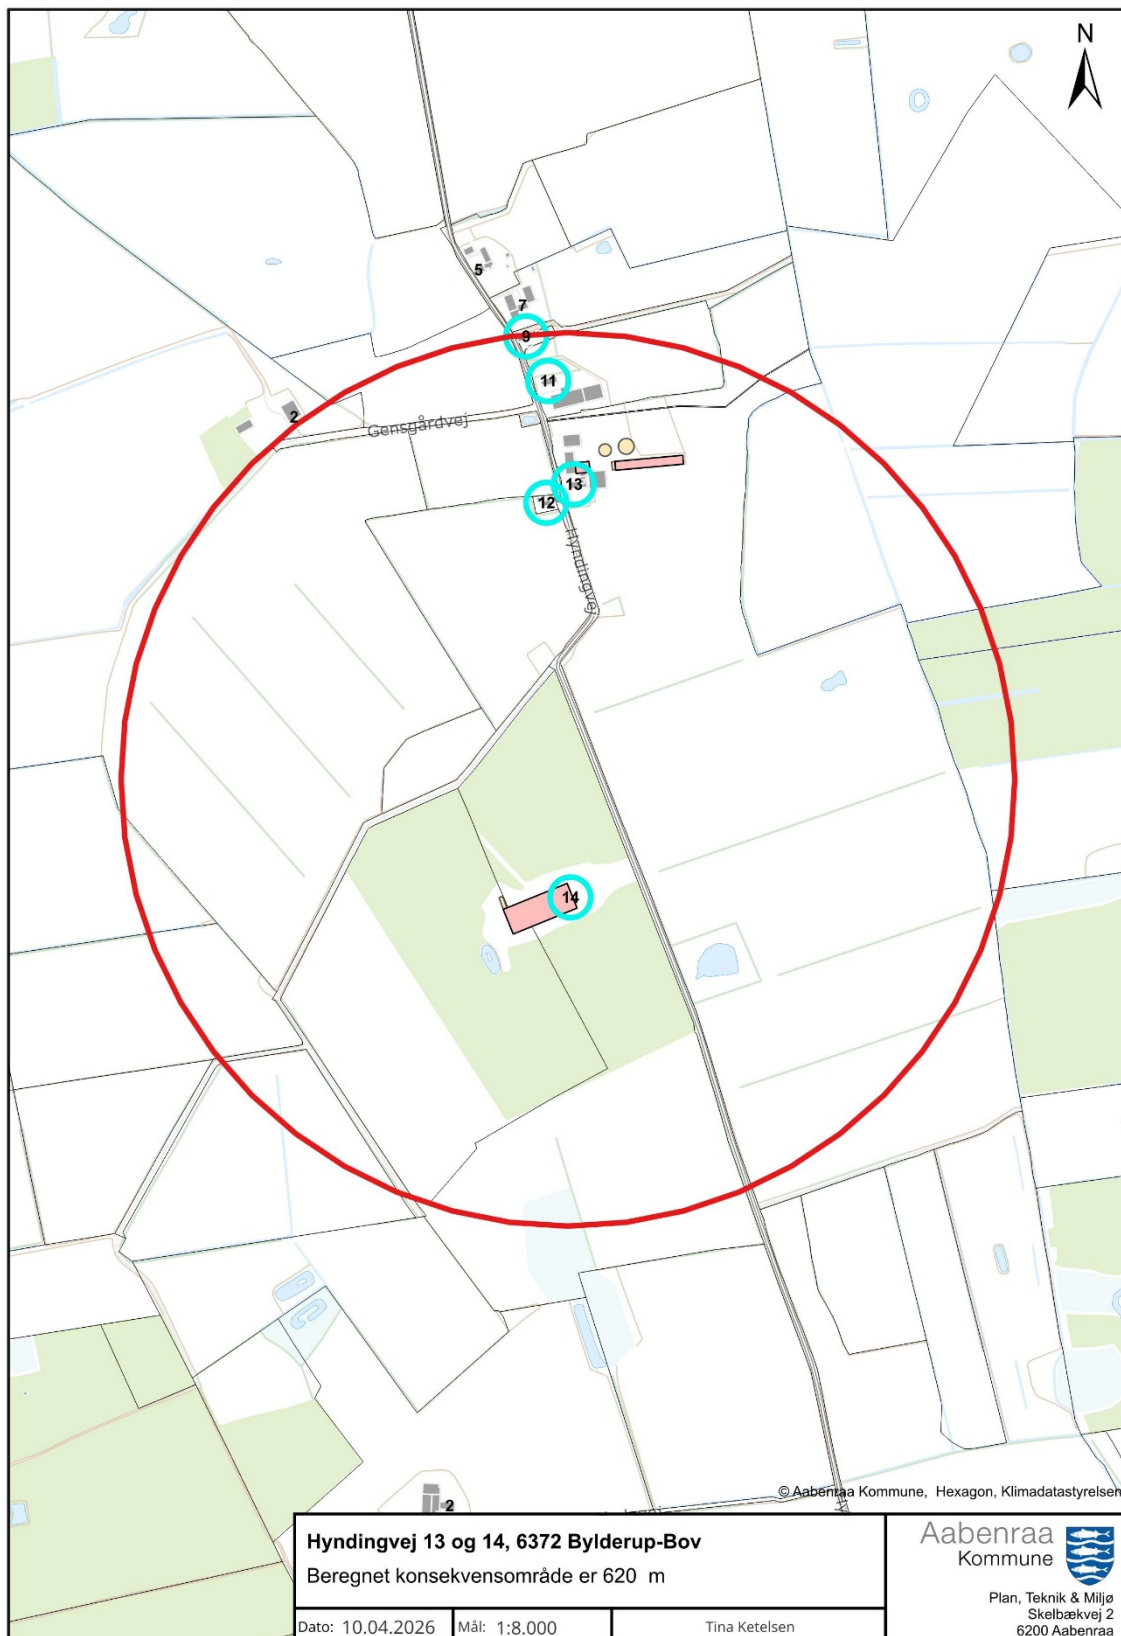 N
5
7
9
11
2
Gensgårdvej
13
12
Hyndingvej
14
2
© Aabenraa Kommune, Hexagon, Klimadatastyrelsen
Hyndingvej 13 og 14, 6372 Bylderup-Bov
Beregnet konsekvensområde er 620 m
Dato: 10.04.2026
Mål: 1:8.000
Tina Ketelsen
Aabenraa
Kommune
Plan, Teknik & Miljø
Skelbækvej 2
6200 Aabenraa